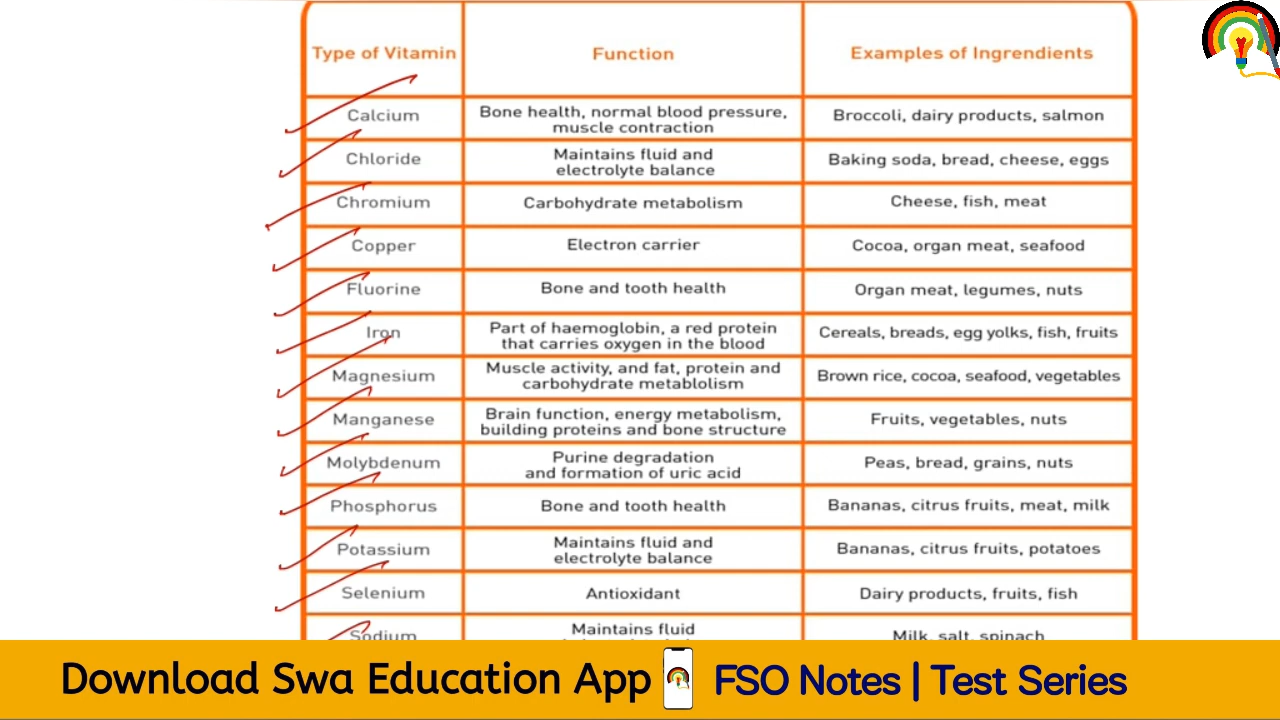 Type of Vitamin Function Examples of Ingrendients
Calcium Bone health, normal blood pressure, Broccoli, dairy products, salmon
muscle contraction
Chloride Maintains fluid and Baking soda, bread, cheese, eggs
electrolyte balance
Chromium Carbohydrate metabolism Cheese, fish, meat
Copper Electron carrier Cocoa, organ meat, seafood
Fluorine Bone and tooth health Organ meat, legumes, nuts
Iron Part of haemoglobin, a red protein Cereals, breads, egg yolks, fish, fruits
that carries oxygen in the blood
Magnesium Muscle activity, and fat, protein and Brown rice, cocoa, seafood, vegetables
carbohydrate metablolism
Manganese Brain function, energy metabolism, Fruits, vegetables, nuts
building proteins and bone structure
Molybdenum Purine degradation Peas, bread, grains, nuts
and formation of uric acid
Phosphorus Bone and tooth health Bananas, citrus fruits, meat, milk
Potassium Maintains fluid and Bananas, citrus fruits, potatoes
electrolyte balance
Selenium Antioxidant Dairy products, fruits, fish
Sodium Maintains fluid Milk, salt, spinach
Download Swa Education App FSO Notes | Test Series